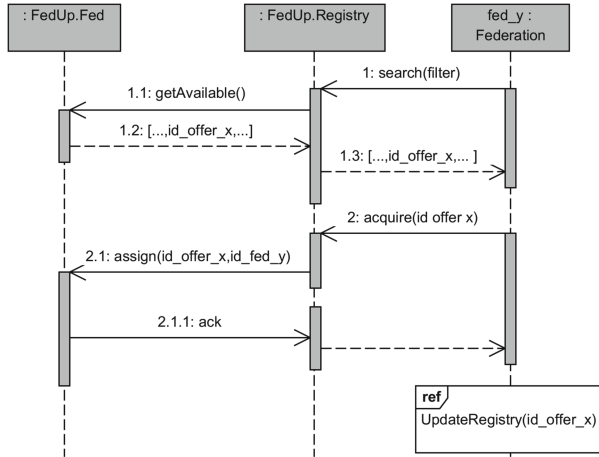 : FedUp.Fed
: FedUp.Registry
fed_y :
Federation
1: search(filter)
1.1: getAvailable()
1.2: [...,id_offer_x,...]
1.3: [...,id_offer_x,... ]
2: acquire(id offer x)
2.1: assign(id_offer_x,id_fed_y)
2.1.1: ack
ref
UpdateRegistry(id_offer_x)